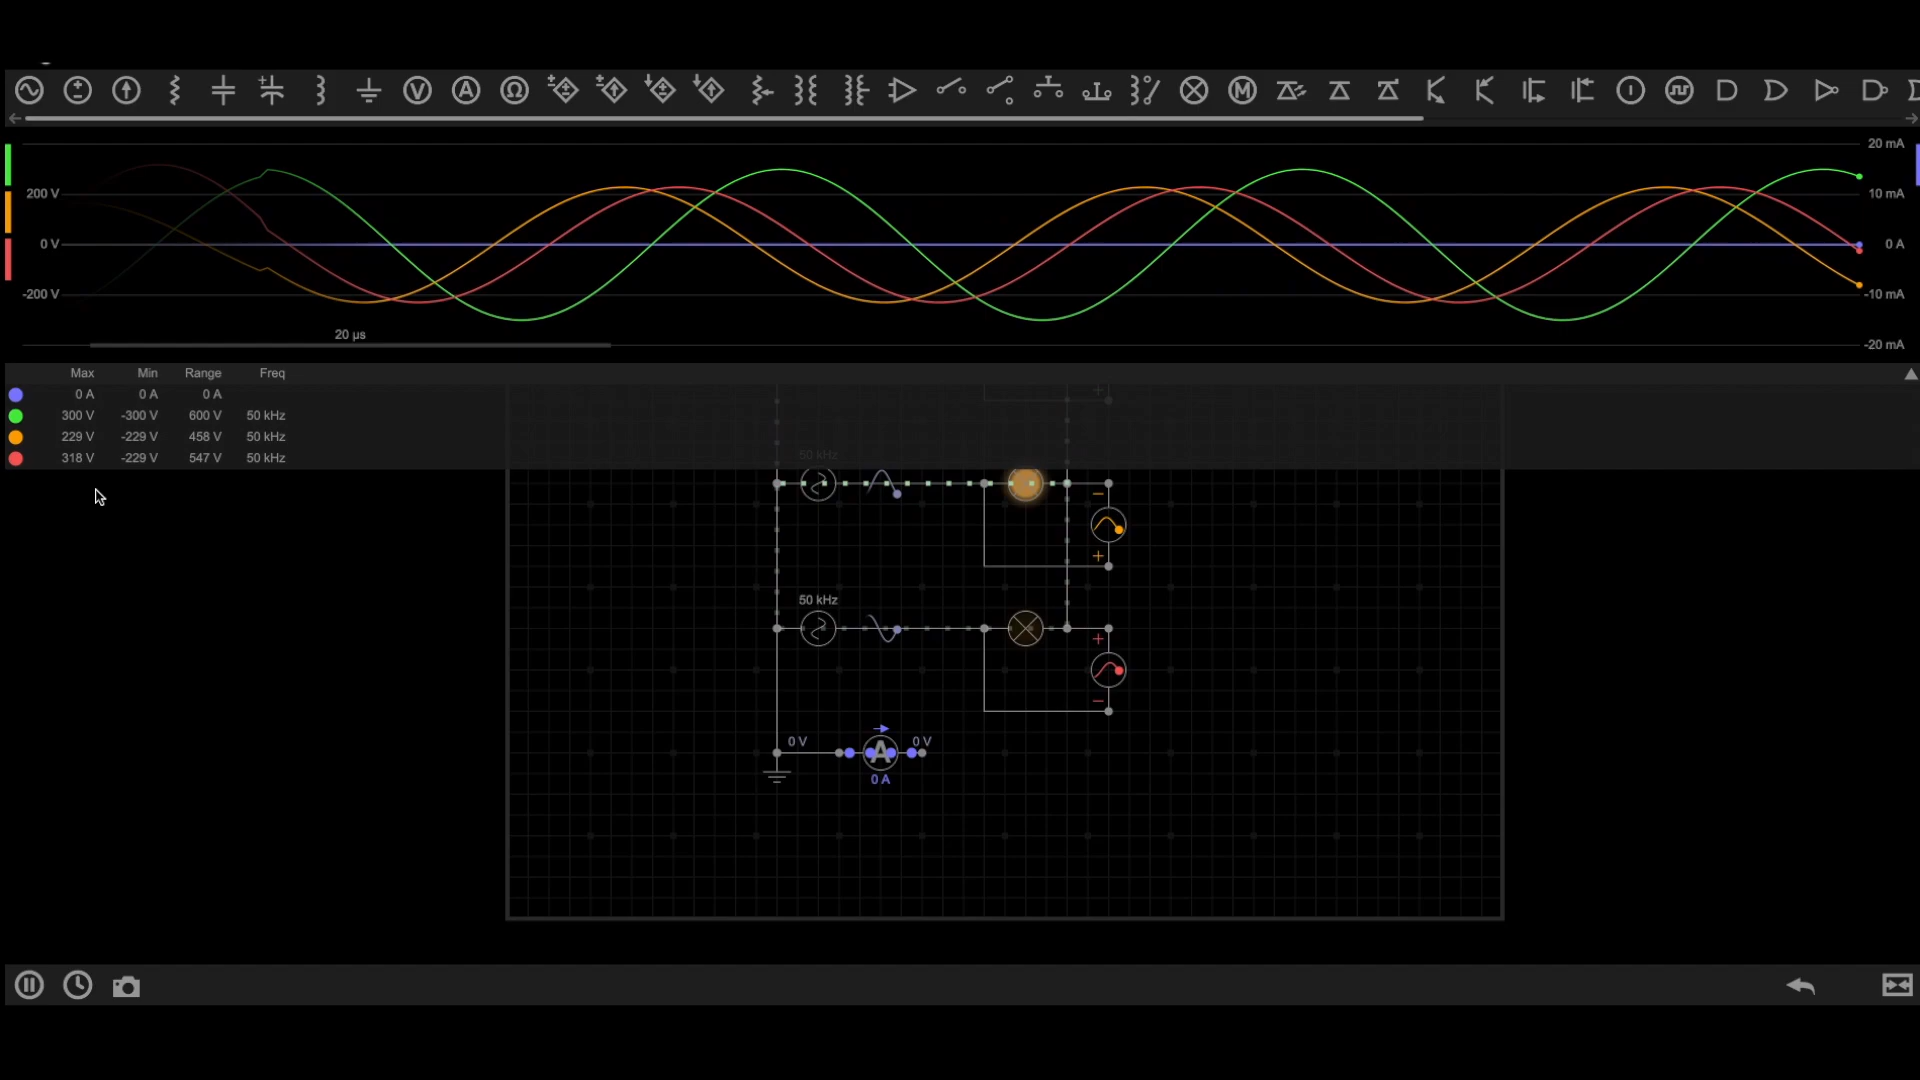 20 mA
200 V
10 mA
0 V
0 A
-200 V
-10 mA
20 µs
-20 mA
Max Min Range Freq
0 A 0 A 0 A
300 V -300 V 600 V 50 kHz
229 V -229 V 458 V 50 kHz
318 V -229 V 547 V 50 kHz
50 kHz
50 kHz
0 V
0 V
A
0 A